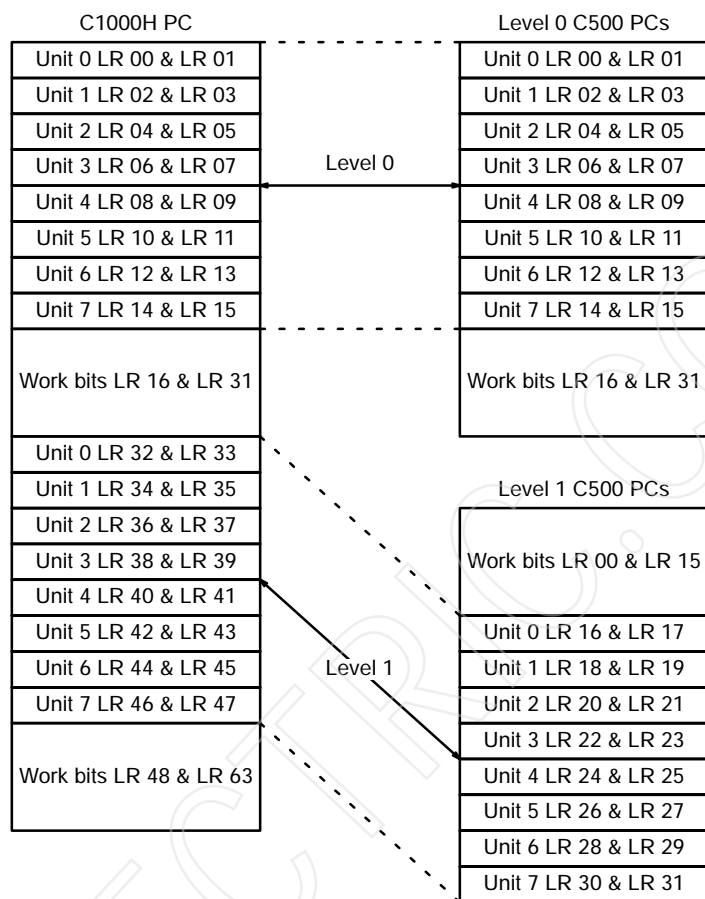 C1000H PC
Unit 0 LR 00 & LR 01
Unit 1 LR 02 & LR 03
Unit 2 LR 04 & LR 05
Unit 3 LR 06 & LR 07
Unit 4 LR 08 & LR 09
Unit 5 LR 10 & LR 11
Unit 6 LR 12 & LR 13
Unit 7 LR 14 & LR 15
Work bits LR 16 & LR 31
Unit 0 LR 32 & LR 33
Unit 1 LR 34 & LR 35
Unit 2 LR 36 & LR 37
Unit 3 LR 38 & LR 39
Unit 4 LR 40 & LR 41
Unit 5 LR 42 & LR 43
Unit 6 LR 44 & LR 45
Unit 7 LR 46 & LR 47
Work bits LR 48 & LR 63
Level 0
Level 1
Level 0 C500 PCs
Unit 0 LR 00 & LR 01
Unit 1 LR 02 & LR 03
Unit 2 LR 04 & LR 05
Unit 3 LR 06 & LR 07
Unit 4 LR 08 & LR 09
Unit 5 LR 10 & LR 11
Unit 6 LR 12 & LR 13
Unit 7 LR 14 & LR 15
Work bits LR 16 & LR 31
Level 1 C500 PCs
Work bits LR 00 & LR 15
Unit 0 LR 16 & LR 17
Unit 1 LR 18 & LR 19
Unit 2 LR 20 & LR 21
Unit 3 LR 22 & LR 23
Unit 4 LR 24 & LR 25
Unit 5 LR 26 & LR 27
Unit 6 LR 28 & LR 29
Unit 7 LR 30 & LR 31